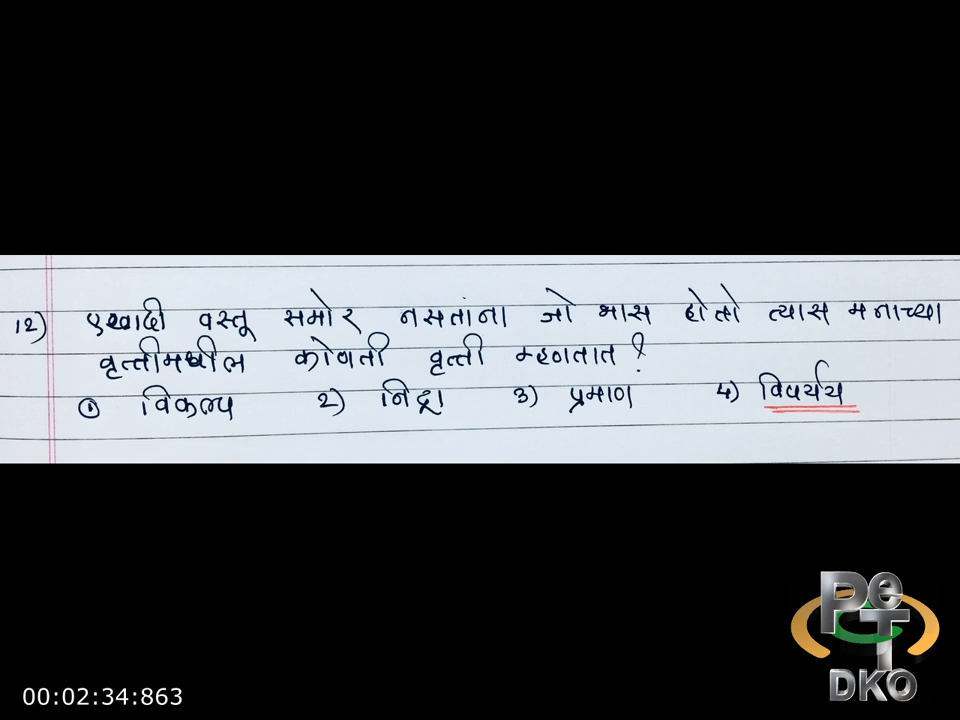 12) एखादी वस्तू समोर नसतांना जो भास होतो त्यास मनाच्या
वृत्तीमधील कोणती वृत्ती म्हणतात?
① विकल्प 2) निद्रा 3) प्रमाण 4) विपर्यय
PeT
DKO
00:02:34:863